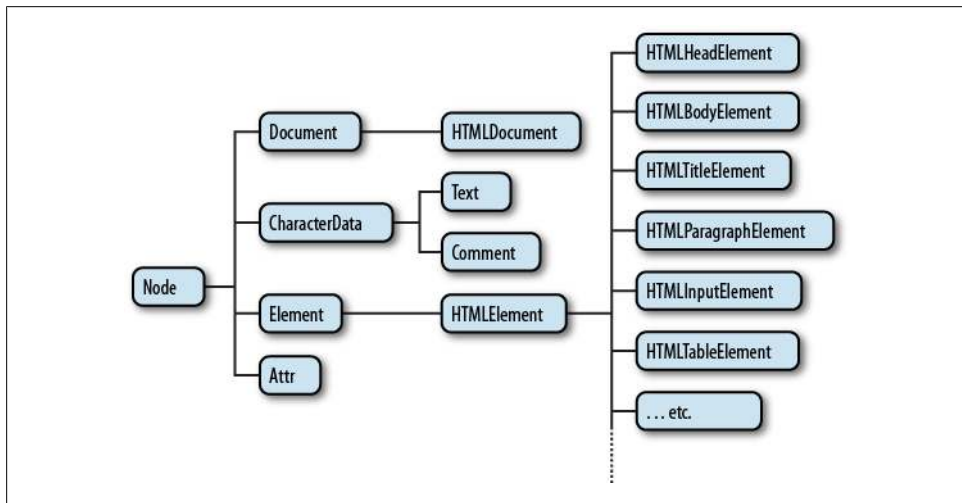 Node
Document
CharacterData
Element
Attr
HTMLDocument
Text
Comment
HTMLElement
HTMLHeadElement
HTMLBodyElement
HTMLTitleElement
HTMLParagraphElement
HTMLInputElement
HTMLTableElement
. . . etc.